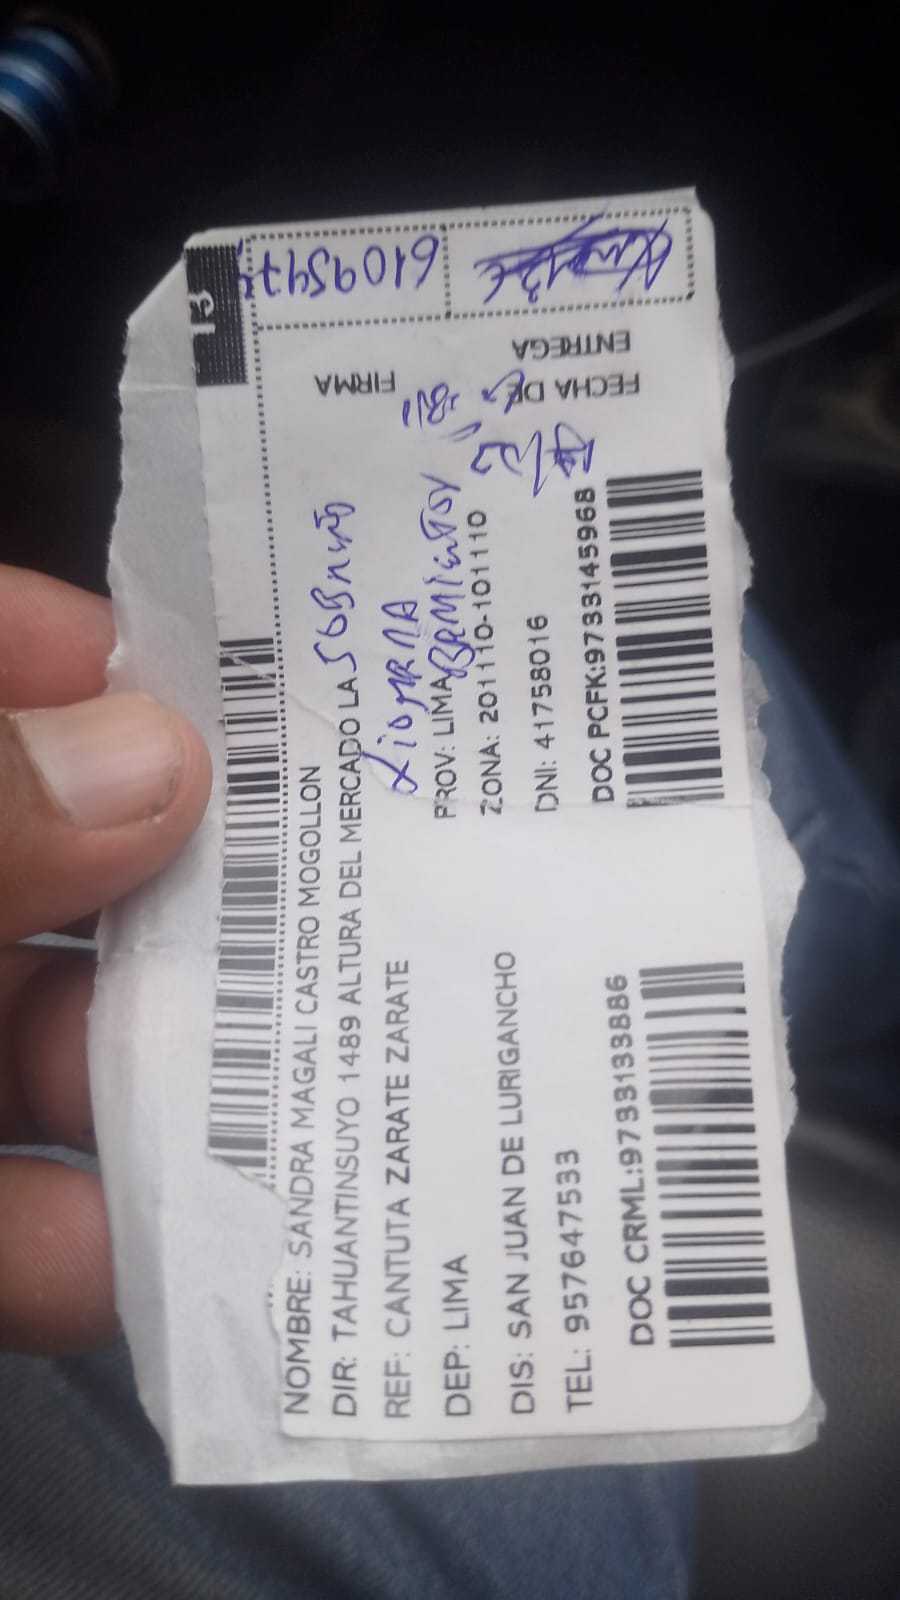 NOMBRE: SANDRA MAGALI CASTRO MOGOLLON
DIR: TAHUANTINSUYO 1489 ALTURA DEL MERCADO LA
SOBRINA
XIOMARA
REF: CANTUTA ZARATE ZARATE
DEP: LIMA
PROV: LIMA
DIS: SAN JUAN DE LURIGANCHO
ZONA: 201110-101110
TEL: 957647533
DNI: 41758016
DOC CRML:9733133886
DOC PCFK:9733145968
FECHA DE
ENTREGA
FIRMA